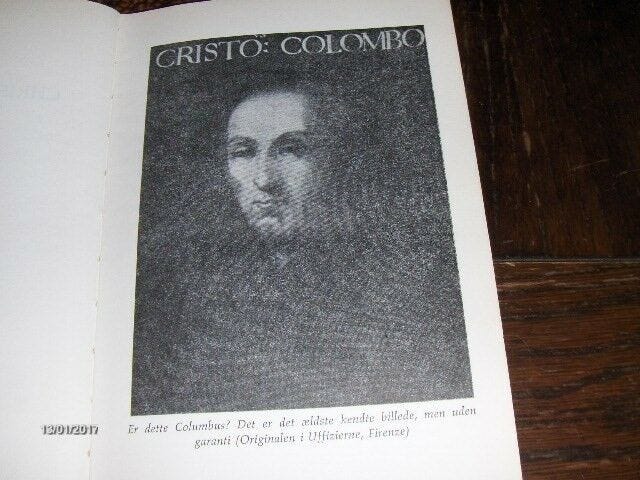 CRISTÖ: COLOMBO
Er dette Columbus? Det er det ældste kendte billede, men uden
garanti (Originalen i Uffizierne, Firenze)
13/01/2017